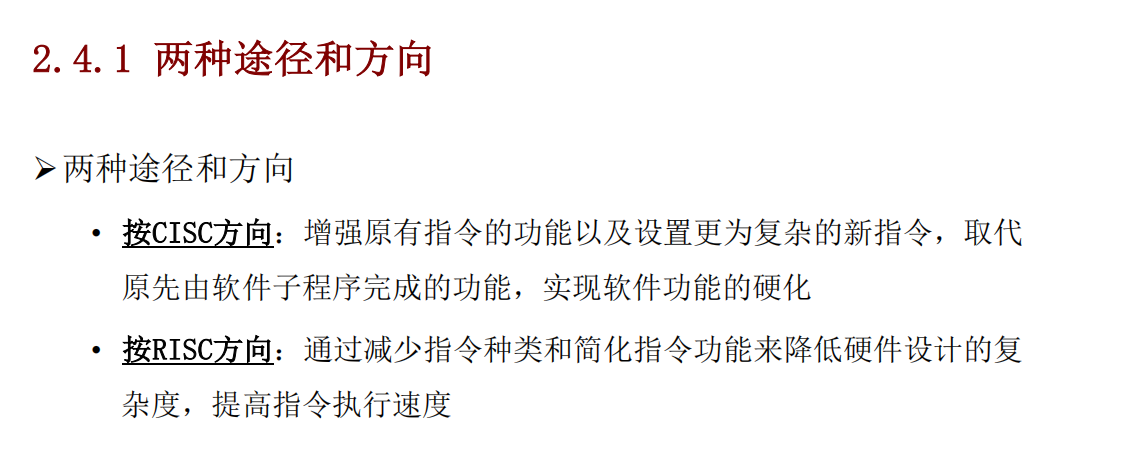 2.4.1 两种途径和方向
➢两种途径和方向
• 按CISC方向：增强原有指令的功能以及设置更为复杂的新指令，取代
原先由软件子程序完成的功能，实现软件功能的硬化
• 按RISC方向：通过减少指令种类和简化指令功能来降低硬件设计的复
杂度，提高指令执行速度